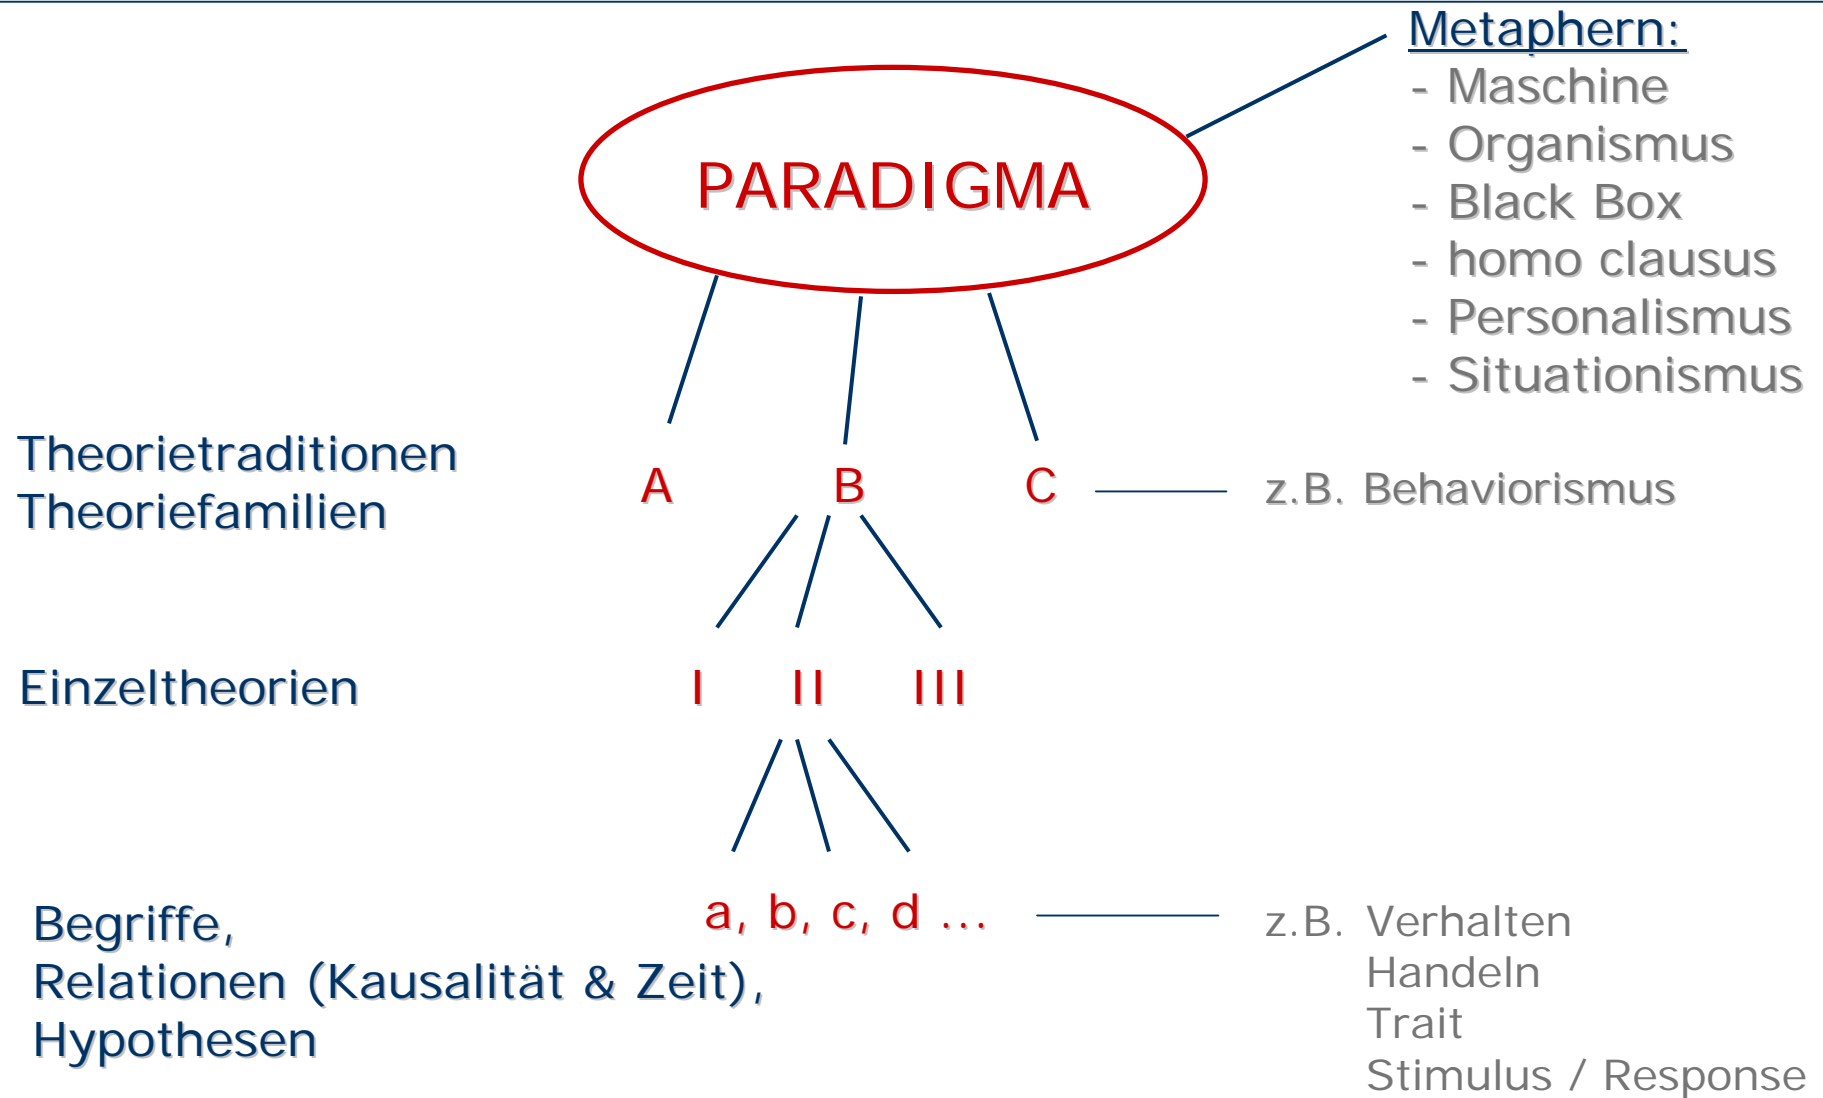 Metaphern:
- Maschine
- Organismus
- Black Box
- homo clausus
- Personalismus
- Situationismus
PARADIGMA
Theorietraditionen
Theoriefamilien
A B C
z.B. Behaviorismus
Einzeltheorien
I II III
Begriffe,
Relationen (Kausalität & Zeit),
Hypothesen
a, b, c, d ...
z.B. Verhalten
Handeln
Trait
Stimulus / Response